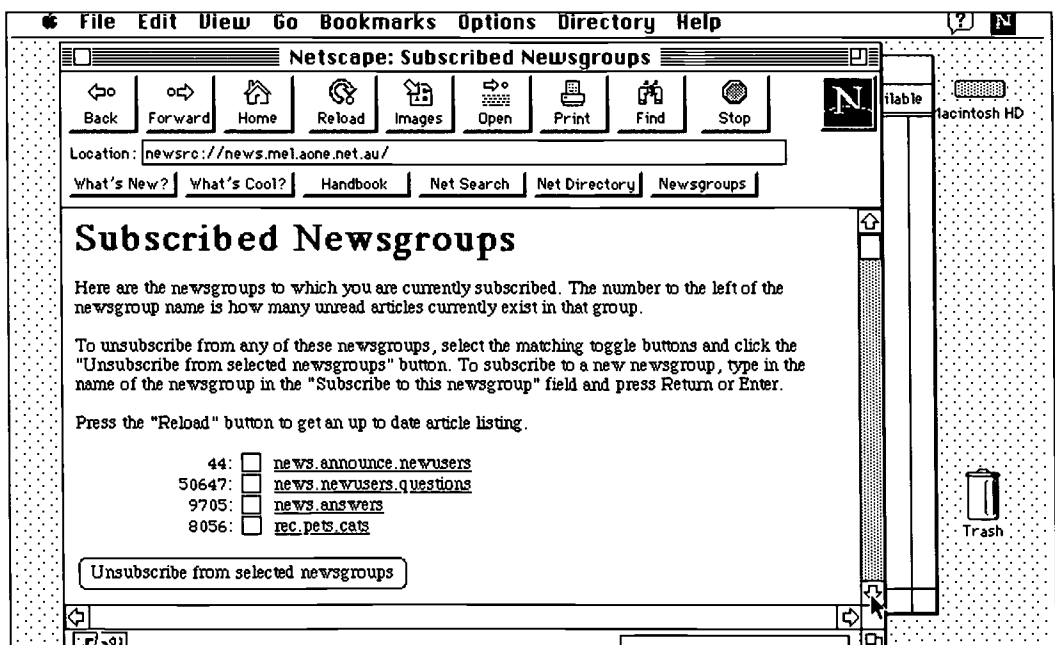 File Edit View Go Bookmarks Options Directory Help
Netscape: Subscribed Newsgroups
Back Forward Home Reload Images Open Print Find Stop
N
ilable
Macintosh HD
Location: newsrc://news.mel.aone.net.au/
What's New? What's Cool? Handbook Net Search Net Directory Newsgroups
Subscribed Newsgroups
Here are the newsgroups to which you are currently subscribed. The number to the left of the
newsgroup name is how many unread articles currently exist in that group.
To unsubscribe from any of these newsgroups, select the matching toggle buttons and click the
"Unsubscribe from selected newsgroups" button. To subscribe to a new newsgroup, type in the
name of the newsgroup in the "Subscribe to this newsgroup" field and press Return or Enter.
Press the "Reload" button to get an up to date article listing.
44: news.announce.newusers
50647: news.newusers.questions
9705: news.answers
8056: rec.pets.cats
Trash
Unsubscribe from selected newsgroups